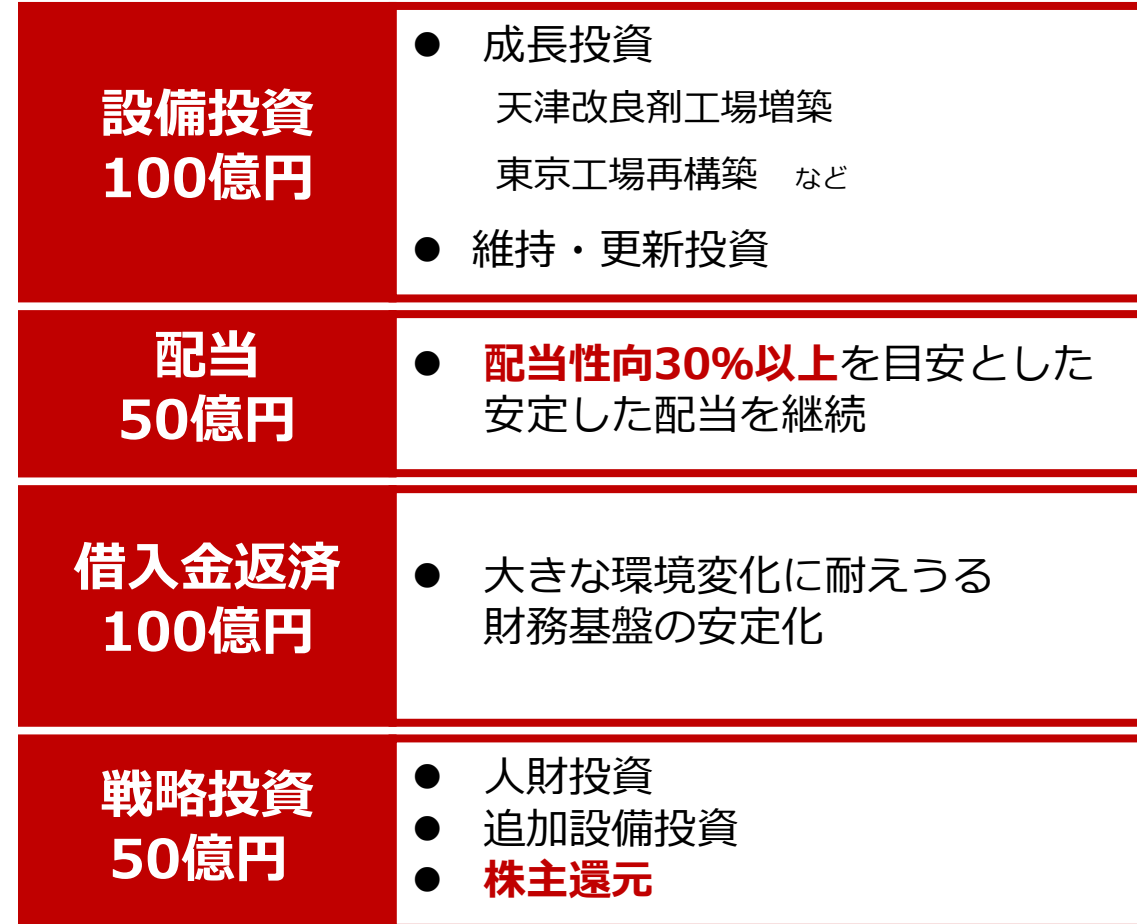 設備投資
100億円
● 成長投資
天津改良剤工場増築
東京工場再構築 など
● 維持・更新投資
配当
50億円
● 配当性向30%以上を目安とした
安定した配当を継続
借入金返済
100億円
● 大きな環境変化に耐えうる
財務基盤の安定化
戦略投資
50億円
● 人財投資
● 追加設備投資
● 株主還元